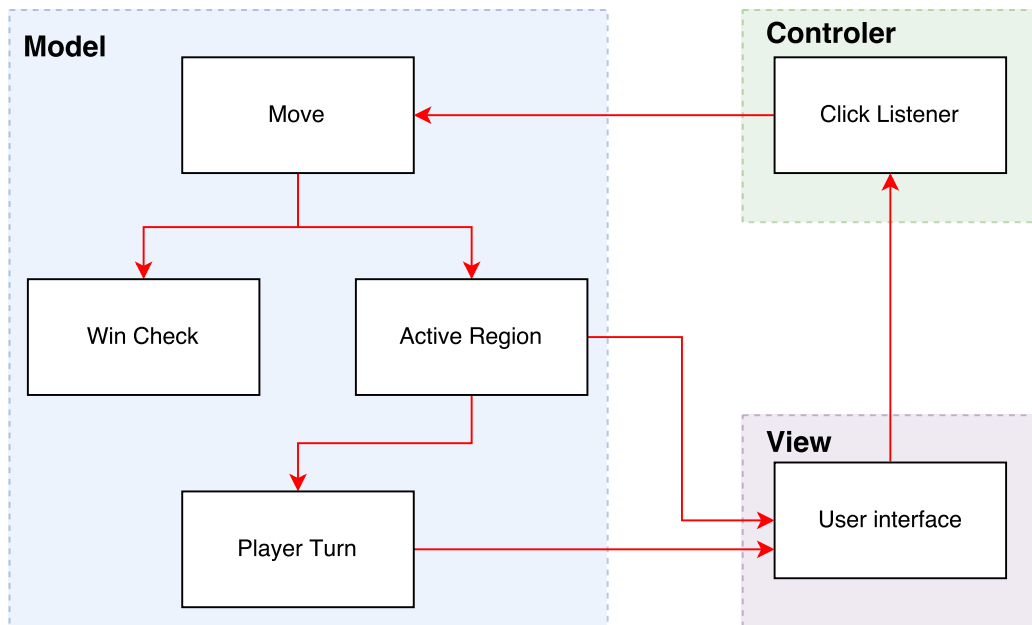 Model
Controler
Move
Click Listener
Win Check
Active Region
View
User interface
Player Turn